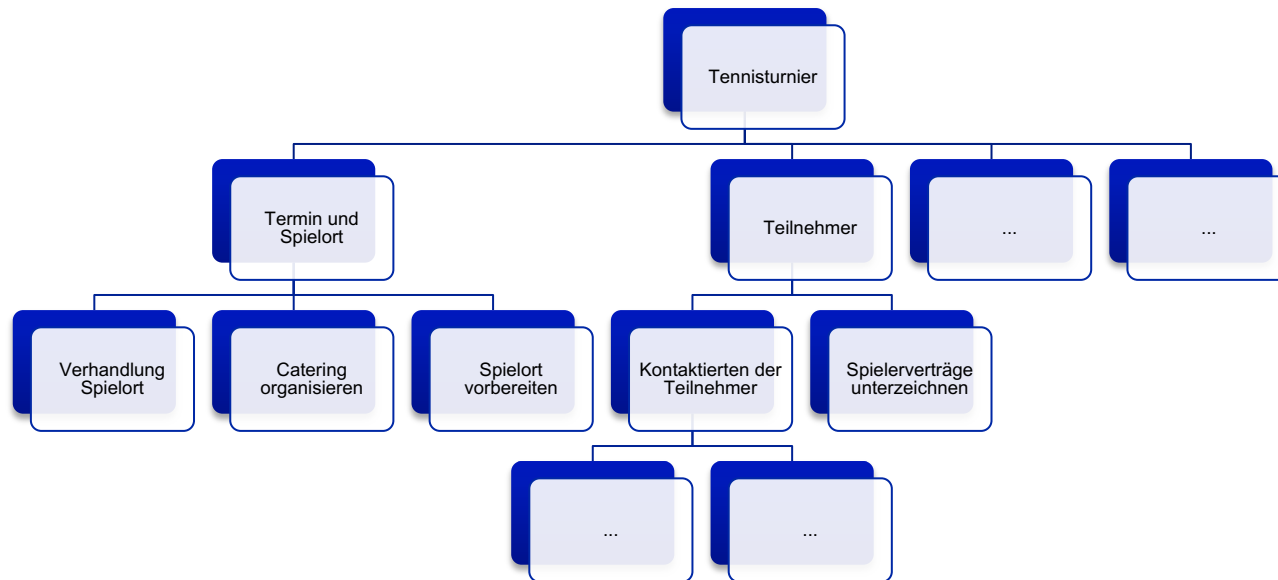 Tennisturnier
Termin und
Spielort
Teilnehmer
...
...
Verhandlung
Spielort
Catering
organisieren
Spielort
vorbereiten
Kontaktierten der
Teilnehmer
Spielerverträge
unterzeichnen
...
...